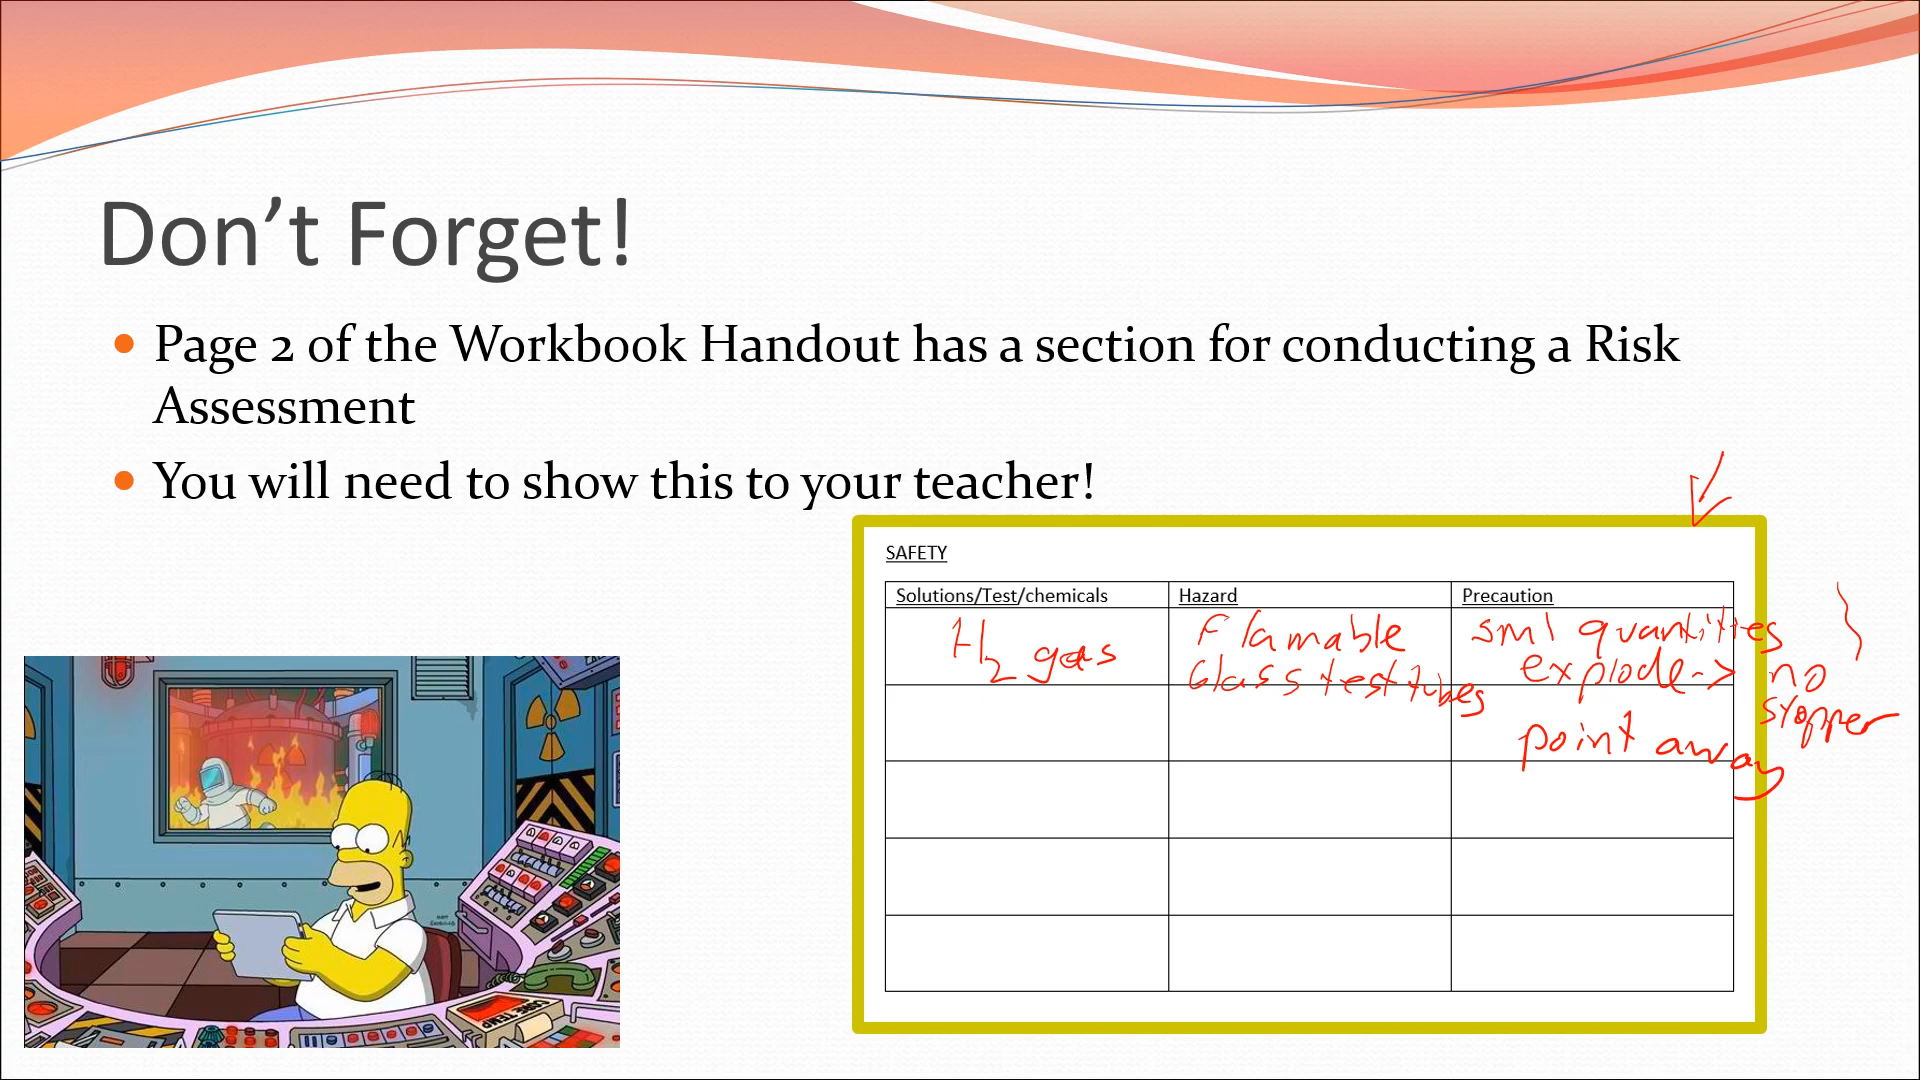 Don't Forget!
Page 2 of the Workbook Handout has a section for conducting a Risk
Assessment
You will need to show this to your teacher!
SAFETY
Solutions/Test/chemicals Hazard Precaution
H2 gas Flamable sml quantities
Glass test tubes explode -> no
stopper
point away
CORE TEMP